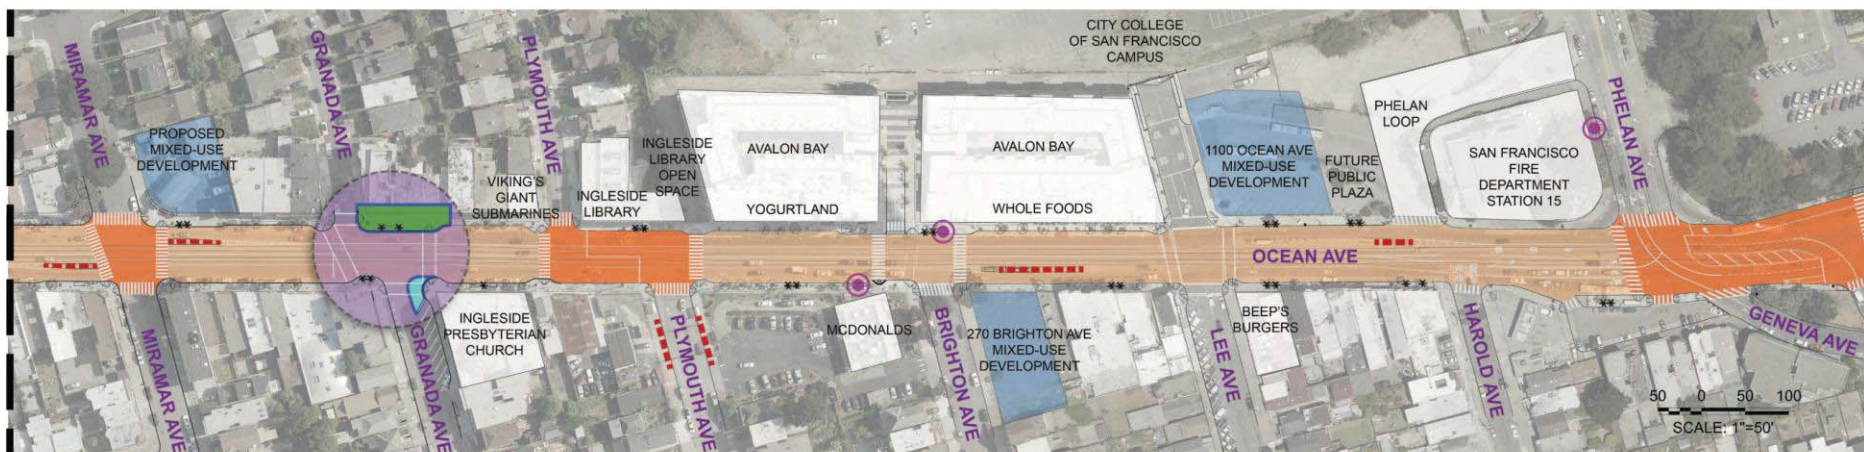 CITY COLLEGE
OF SAN FRANCISCO
CAMPUS
MIRAMAR AVE
GRANADA AVE
PLYMOUTH AVE
PHELAN AVE
PROPOSED
MIXED-USE
DEVELOPMENT
VIKING'S
GIANT
SUBMARINES
INGLESIDE
LIBRARY
INGLESIDE
LIBRARY
OPEN
SPACE
AVALON BAY
YOGURTLAND
AVALON BAY
WHOLE FOODS
1100 OCEAN AVE
MIXED-USE
DEVELOPMENT
FUTURE
PUBLIC
PLAZA
PHELAN
LOOP
SAN FRANCISCO
FIRE
DEPARTMENT
STATION 15
OCEAN AVE
MIRAMAR AVE
GRANADA AVE
INGLESIDE
PRESBYTERIAN
CHURCH
PLYMOUTH AVE
MCDONALDS
BRIGHTON AVE
270 BRIGHTON AVE
MIXED-USE
DEVELOPMENT
LEE AVE
BEEP'S
BURGERS
HAROLD AVE
GENEVA AVE
50 0 50 100
SCALE: 1"=50'